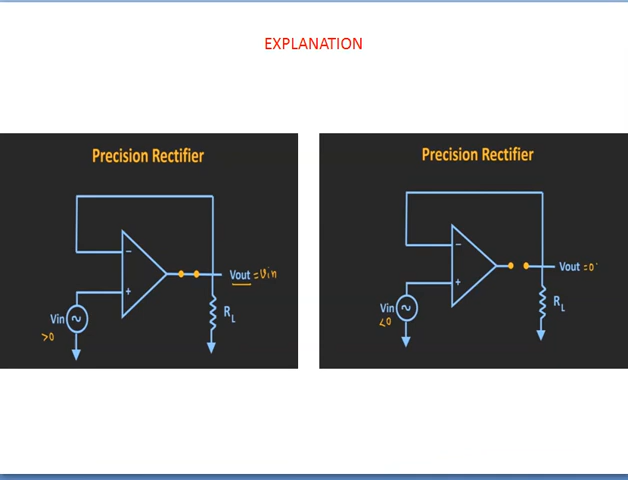 EXPLANATION
Precision Rectifier
−
+
Vout = Vin
Vin
>0
RL
Precision Rectifier
−
+
Vout = 0
Vin
<0
RL